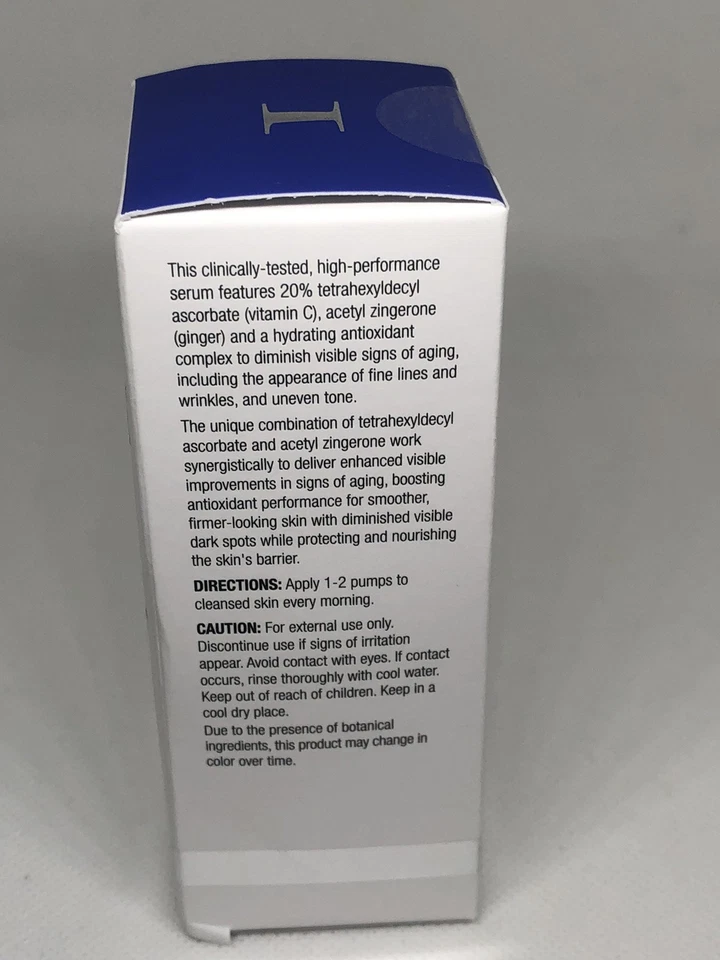 I
This clinically-tested, high-performance
serum features 20% tetrahexyldecyl
ascorbate (vitamin C), acetyl zingerone
(ginger) and a hydrating antioxidant
complex to diminish visible signs of aging,
including the appearance of fine lines and
wrinkles, and uneven tone.
The unique combination of tetrahexyldecyl
ascorbate and acetyl zingerone work
synergistically to deliver enhanced visible
improvements in signs of aging, boosting
antioxidant performance for smoother,
firmer-looking skin with diminished visible
dark spots while protecting and nourishing
the skin's barrier.
DIRECTIONS: Apply 1-2 pumps to
cleansed skin every morning.
CAUTION: For external use only.
Discontinue use if signs of irritation
appear. Avoid contact with eyes. If contact
occurs, rinse thoroughly with cool water.
Keep out of reach of children. Keep in a
cool dry place.
Due to the presence of botanical
ingredients, this product may change in
color over time.